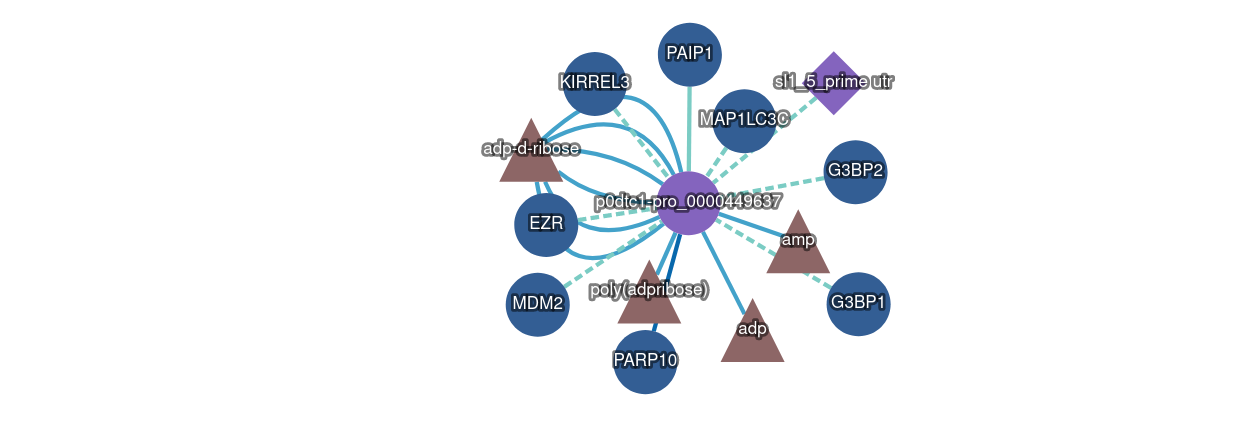 PAIP1
KIRREL3
sl1_5_prime utr
MAP1LC3C
adp-d-ribose
G3BP2
p0dtc1-pro_0000449637
EZR
amp
poly(adpribose)
MDM2
G3BP1
adp
PARP10